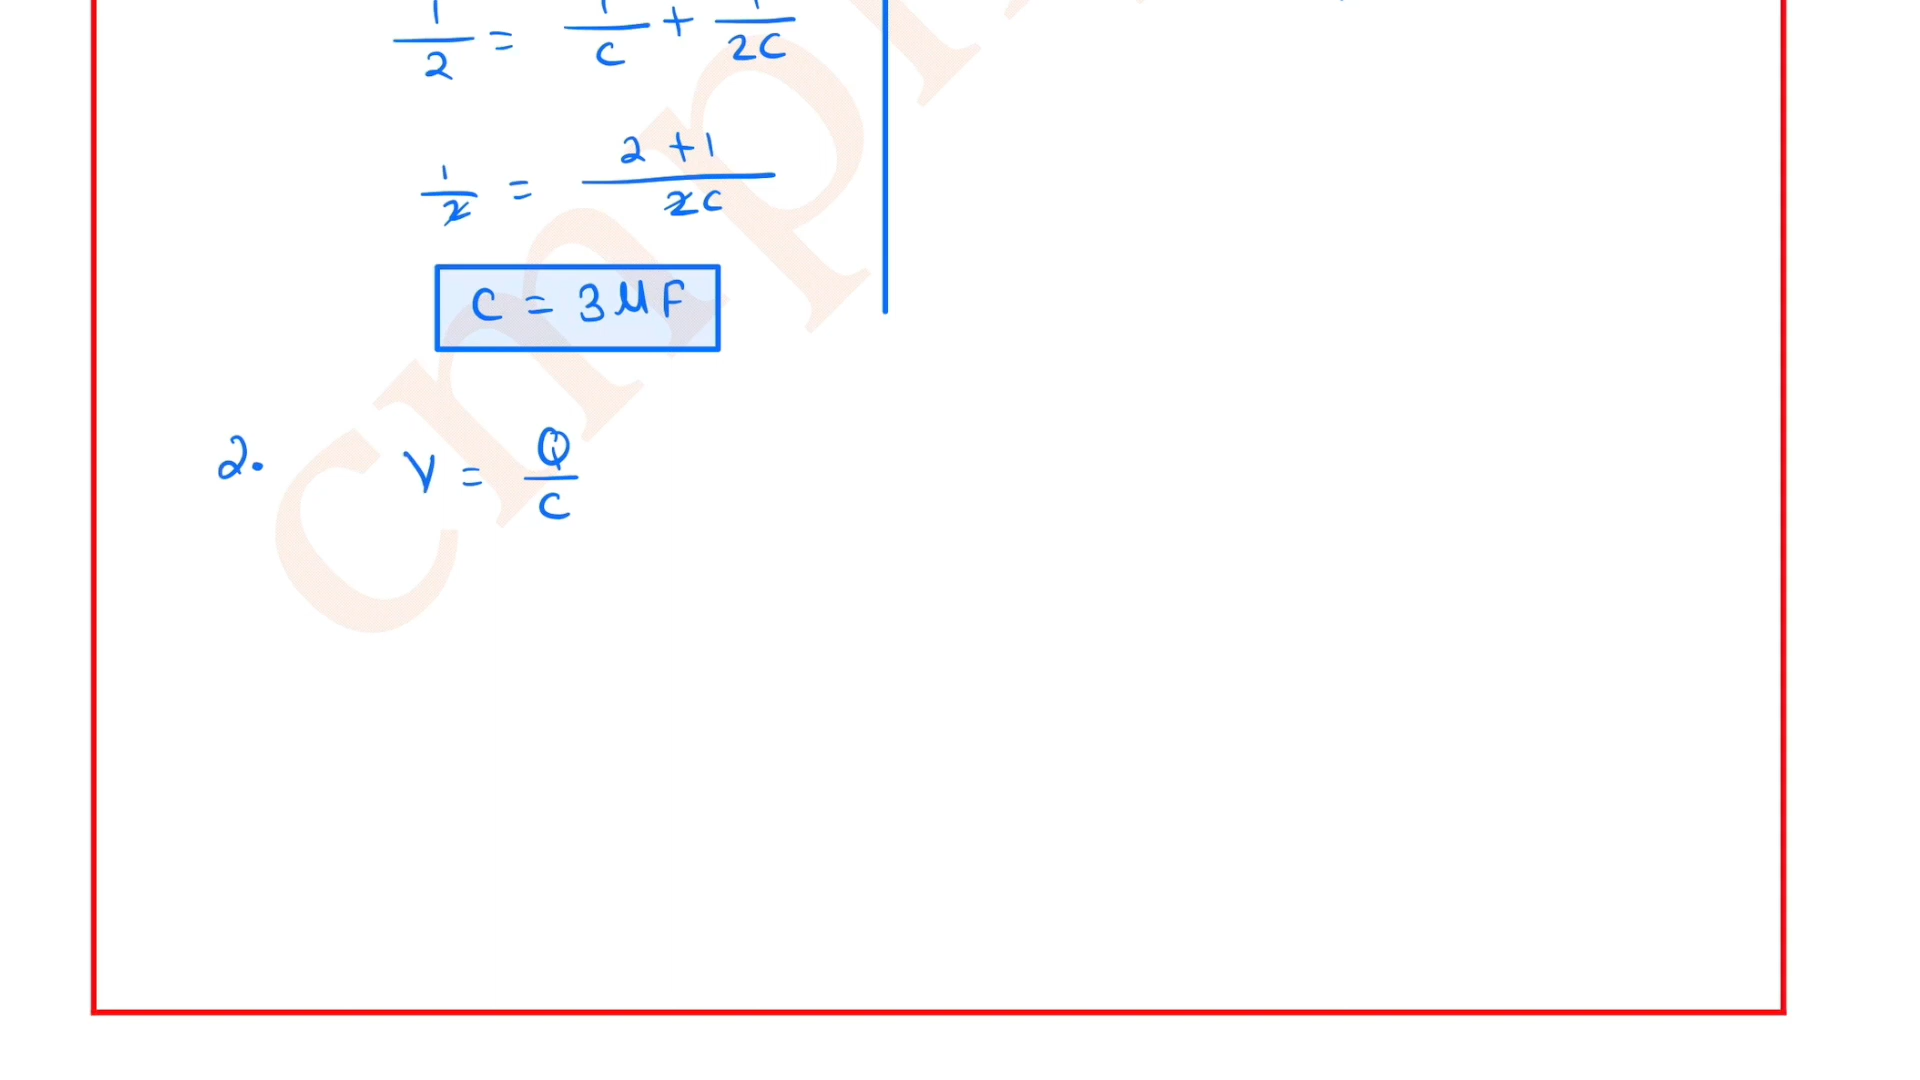 1/2 = 1/C + 1/2C
1/2 = 2+1/2C
C = 3 μF
2. V = Q/C